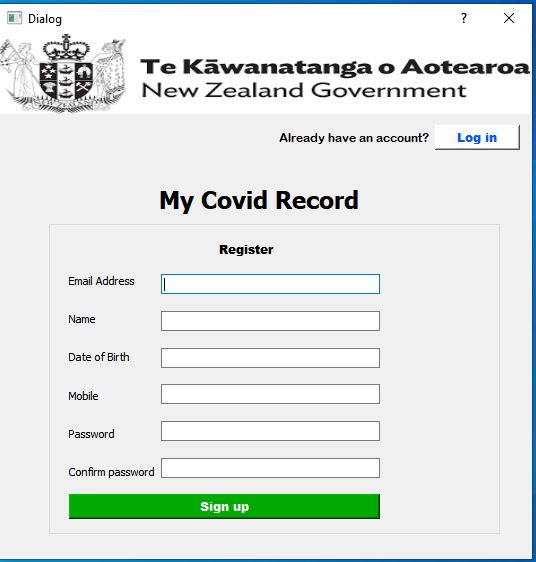 Dialog
?
Te Kāwanatanga o Aotearoa
New Zealand Government
Already have an account? Log in
My Covid Record
Register
Email Address
Name
Date of Birth
Mobile
Password
Confirm password
Sign up